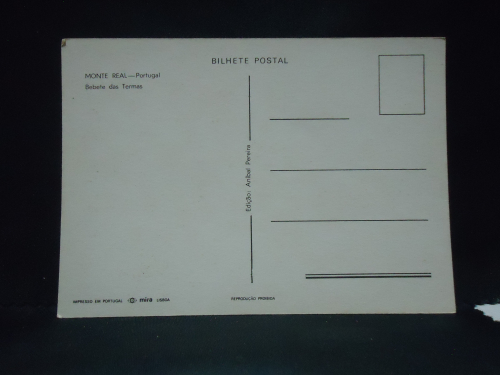 BILHETE POSTAL
MONTE REAL—Portugal
Bebete das Termas
Edição: Aníbal Pereira
IMPRESSO EM PORTUGAL mira LISBOA
REPRODUÇÃO PROIBIDA